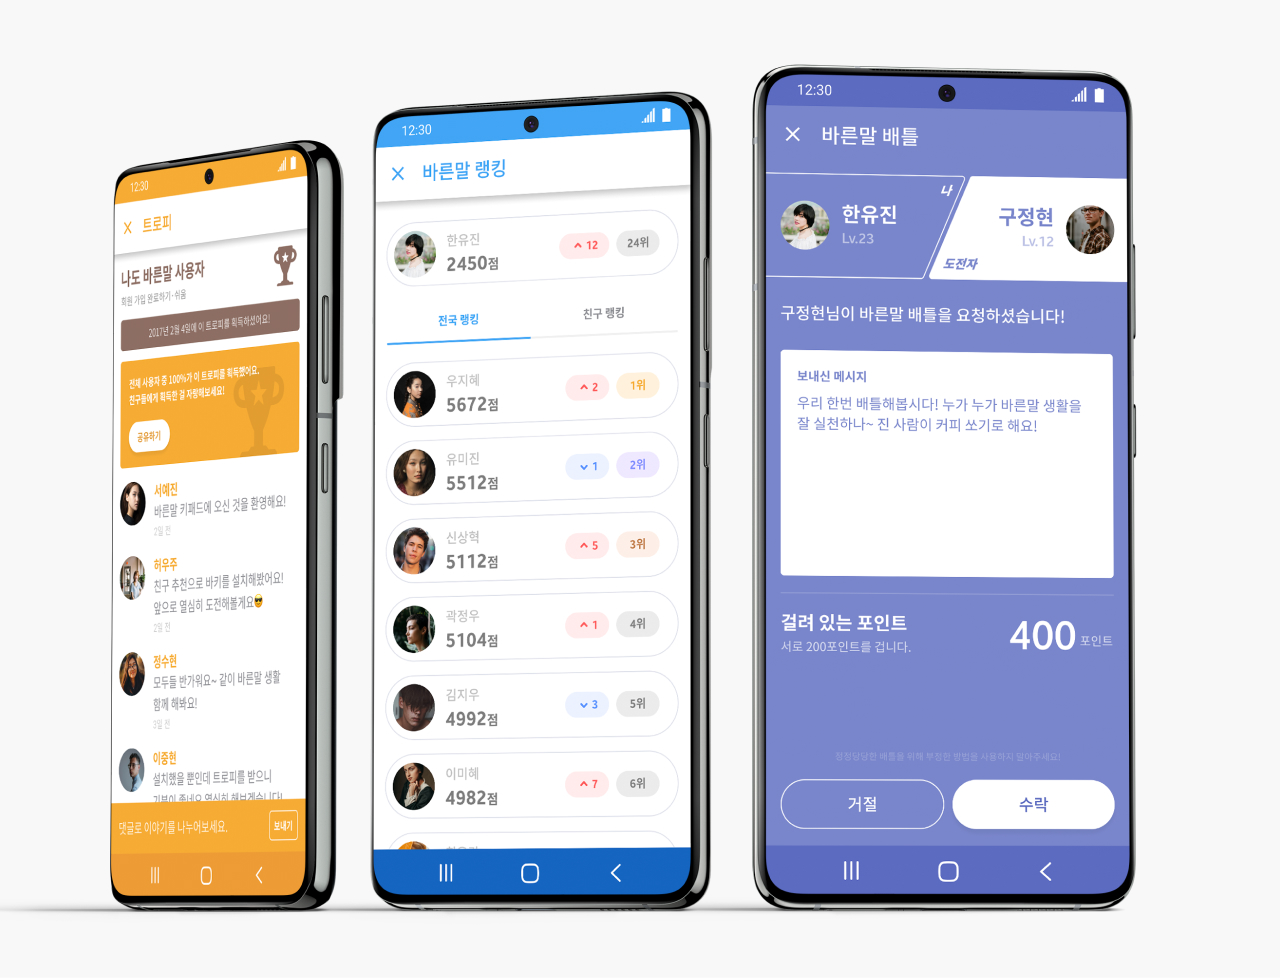 12:30
트로피
나도 바른말 사용자
회원 가입 완료하기·쉬움
2017년 2월 4일에 이 트로피를 획득하셨어요!
전체 사용자 중 100%가 이 트로피를 획득했어요.
친구들에게 획득한 걸 자랑해보세요!
공유하기
서예진
바른말 키패드에 오신 것을 환영해요!
2일 전
허우주
친구 추천으로 바키를 설치해봤어요!
앞으로 열심히 도전해볼게요😎
2일 전
정수현
모두들 반가워요~ 같이 바른말 생활
함께 해봐요!
2일 전
이중현
설치했을 뿐인데 트로피를 받으니
기분이 좋네요 열심히 해보겠습니다!
댓글로 이야기를 나누어보세요.
보내기
12:30
바른말 랭킹
한유진
2450점
12
24위
전국 랭킹
친구 랭킹
우지혜
5672점
2
1위
유미진
5512점
1
2위
신상혁
5112점
5
3위
곽정우
5104점
1
4위
김지우
4992점
3
5위
이미혜
4982점
7
6위
12:30
바른말 배틀
나
한유진
Lv.23
구정현
Lv.12
도전자
구정현님이 바른말 배틀을 요청하셨습니다!
보내신 메시지
우리 한번 배틀해봅시다! 누가 누가 바른말 생활을
잘 실천하나~ 진 사람이 커피 쏘기로 해요!
걸려 있는 포인트
서로 200포인트를 겁니다.
400 포인트
정정당당한 배틀을 위해 부정한 방법을 사용하지 말아주세요!
거절
수락